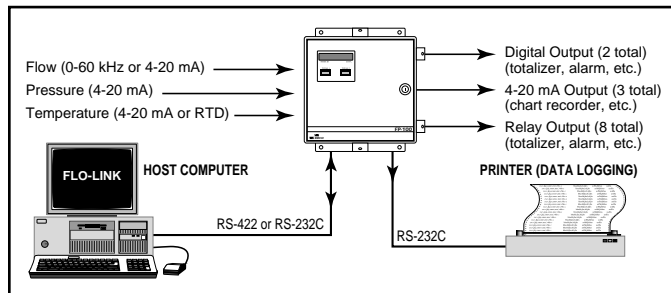 Flow (0-60 kHz or 4-20 mA)
Pressure (4-20 mA)
Temperature (4-20 mA or RTD)
Digital Output (2 total)
(totalizer, alarm, etc.)
4-20 mA Output (3 total)
(chart recorder, etc.)
Relay Output (8 total)
(totalizer, alarm, etc.)
FLO-LINK
HOST COMPUTER
PRINTER (DATA LOGGING)
RS-422 or RS-232C
RS-232C